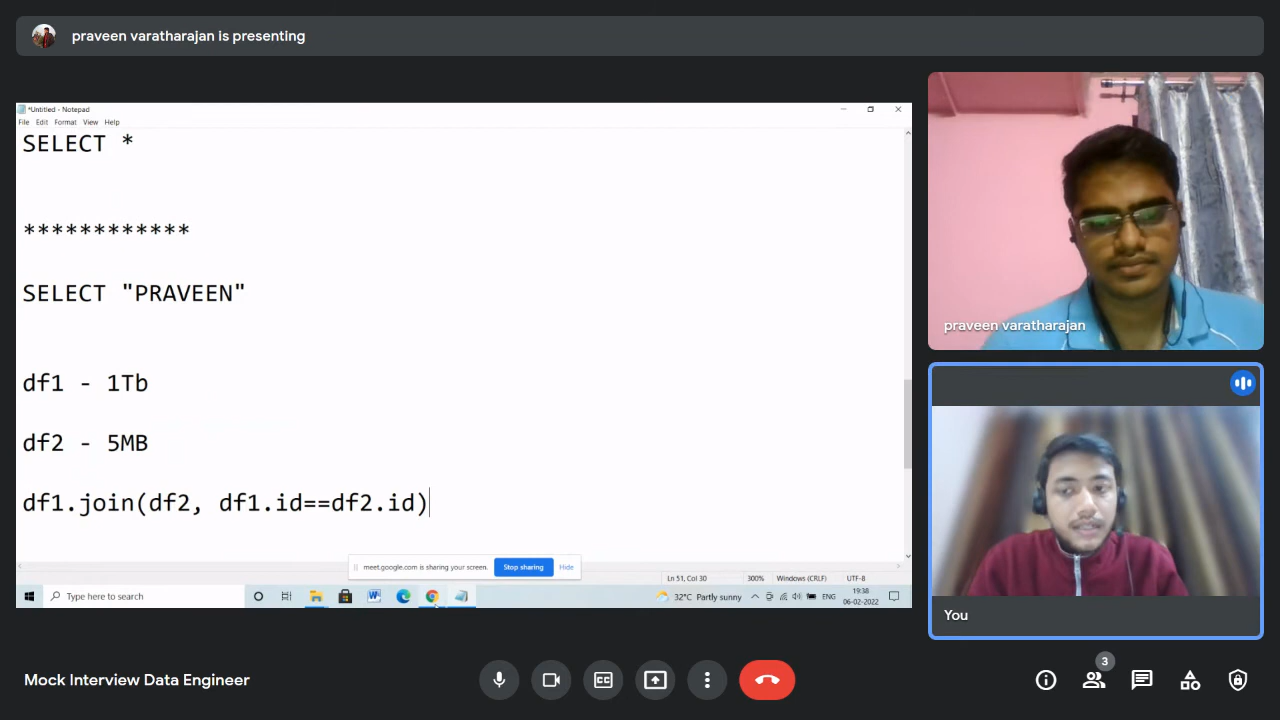 praveen varatharajan is presenting
*Untitled - Notepad
File Edit Format View Help
SELECT *
************
SELECT "PRAVEEN"
df1 - 1Tb
df2 - 5MB
df1.join(df2, df1.id==df2.id)
meet.google.com is sharing your screen. Stop sharing Hide
Ln 51, Col 30 300% Windows (CRLF) UTF-8
Type here to search
32°C Partly sunny ENG
19:38
06-02-2022
praveen varatharajan
You
Mock Interview Data Engineer
3